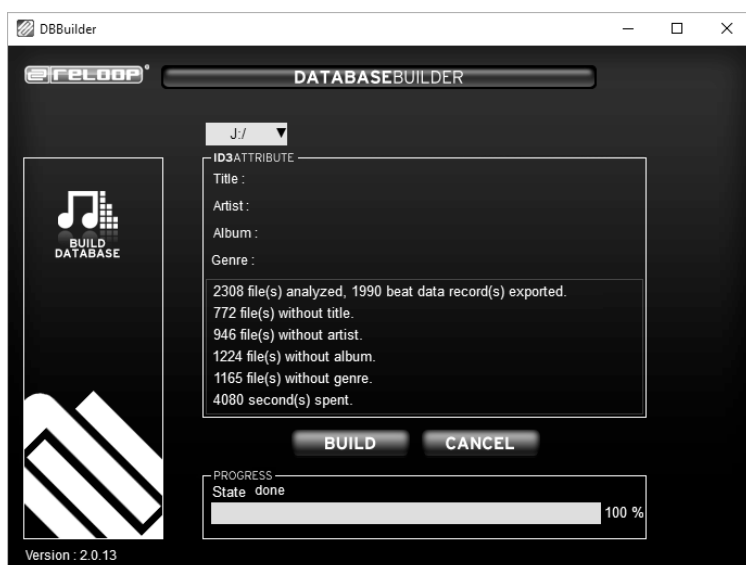 DBBuilder
reloop®
DATABASEBUILDER
J:/
ID3ATTRIBUTE
Title :
Artist :
Album :
Genre :
BUILD
DATABASE
2308 file(s) analyzed, 1990 beat data record(s) exported.
772 file(s) without title.
946 file(s) without artist.
1224 file(s) without album.
1165 file(s) without genre.
4080 second(s) spent.
BUILD CANCEL
PROGRESS
State done
100 %
Version : 2.0.13